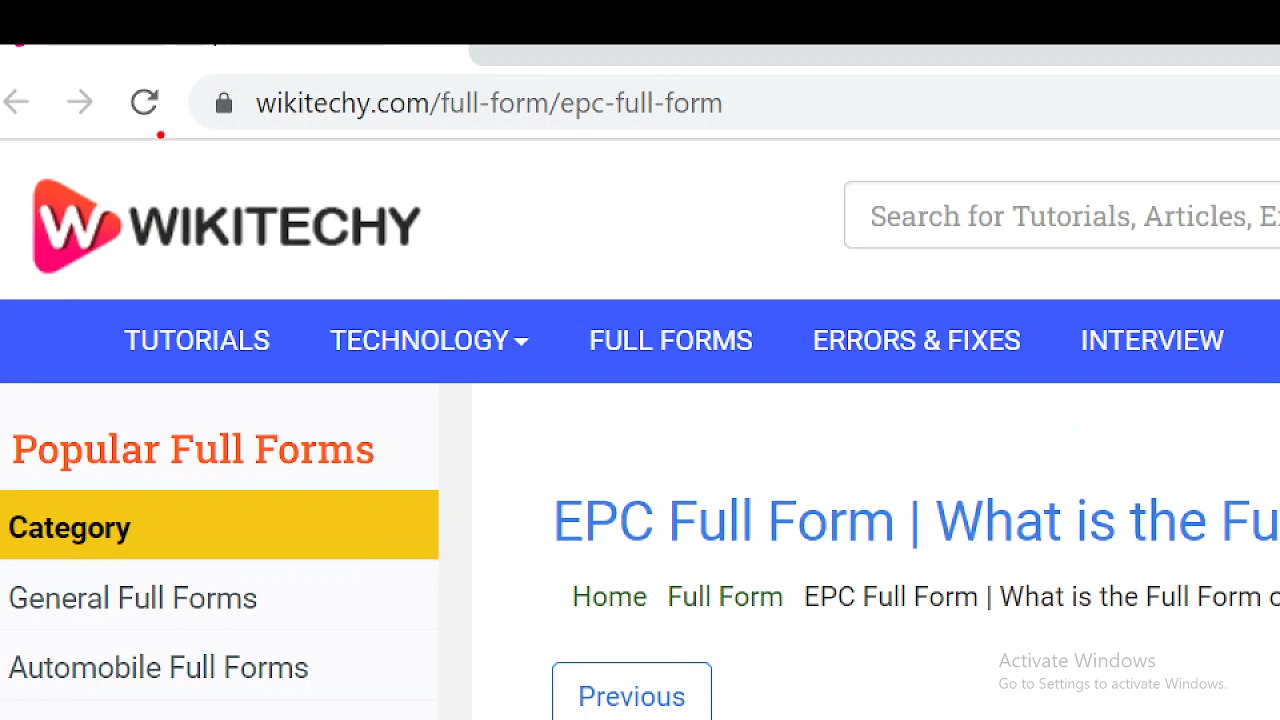 wikitechy.com/full-form/epc-full-form
W WIKITECHY
Search for Tutorials, Articles,
TUTORIALS TECHNOLOGY FULL FORMS ERRORS & FIXES INTERVIEW
Popular Full Forms
Category
General Full Forms
Automobile Full Forms
EPC Full Form | What is the
Home Full Form EPC Full Form | What is the Full Form
Previous
Activate Windows
Go to Settings to activate Windows.